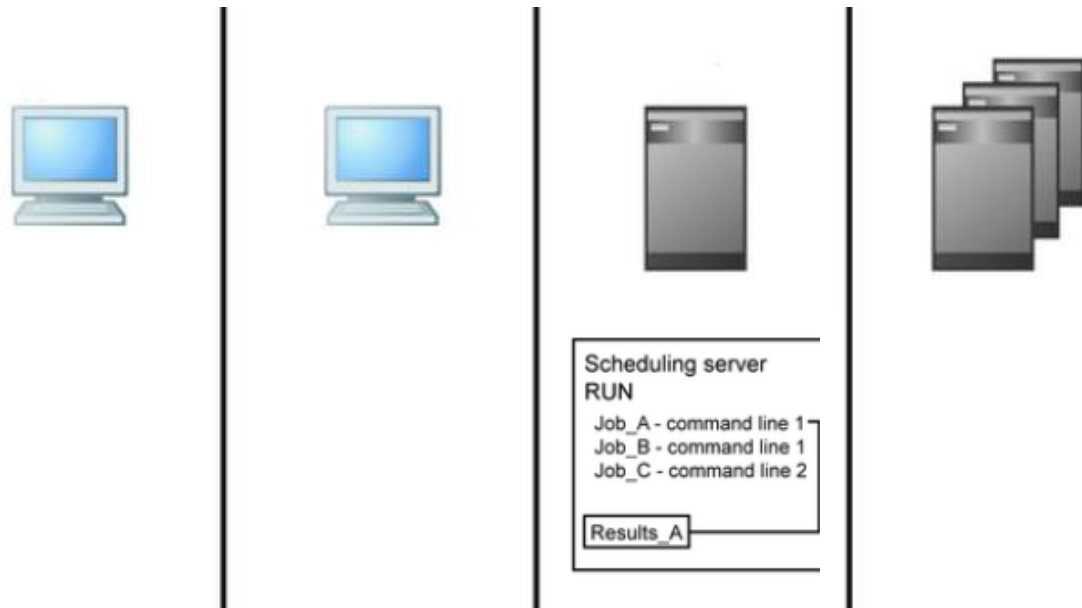 Scheduling server
RUN
Job_A - command line 1
Job_B - command line 1
Job_C - command line 2
Results_A